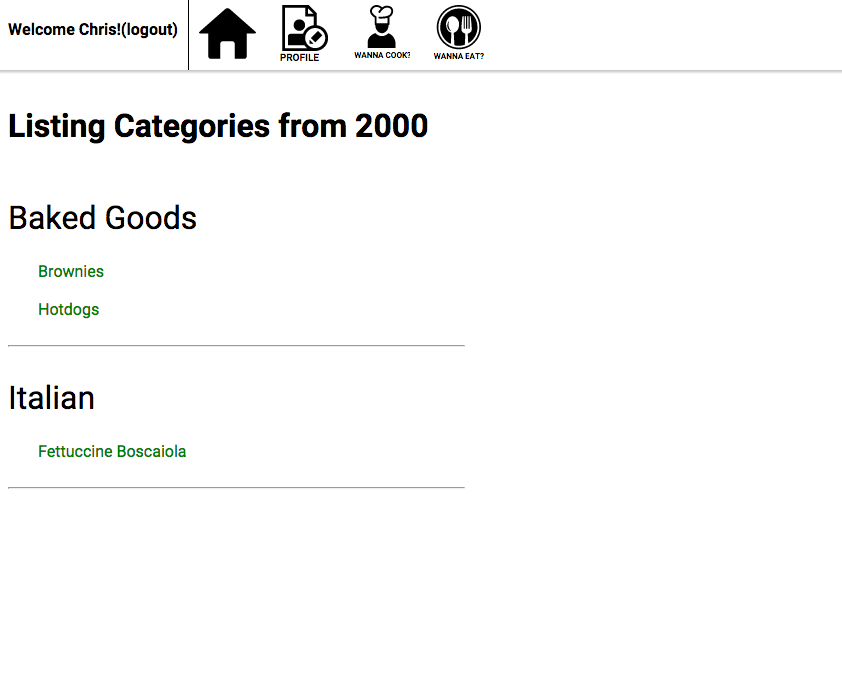 Welcome Chris!(logout)
PROFILE
WANNA COOK?
WANNA EAT?
Listing Categories from 2000
Baked Goods
Brownies
Hotdogs
Italian
Fettuccine Boscaiola